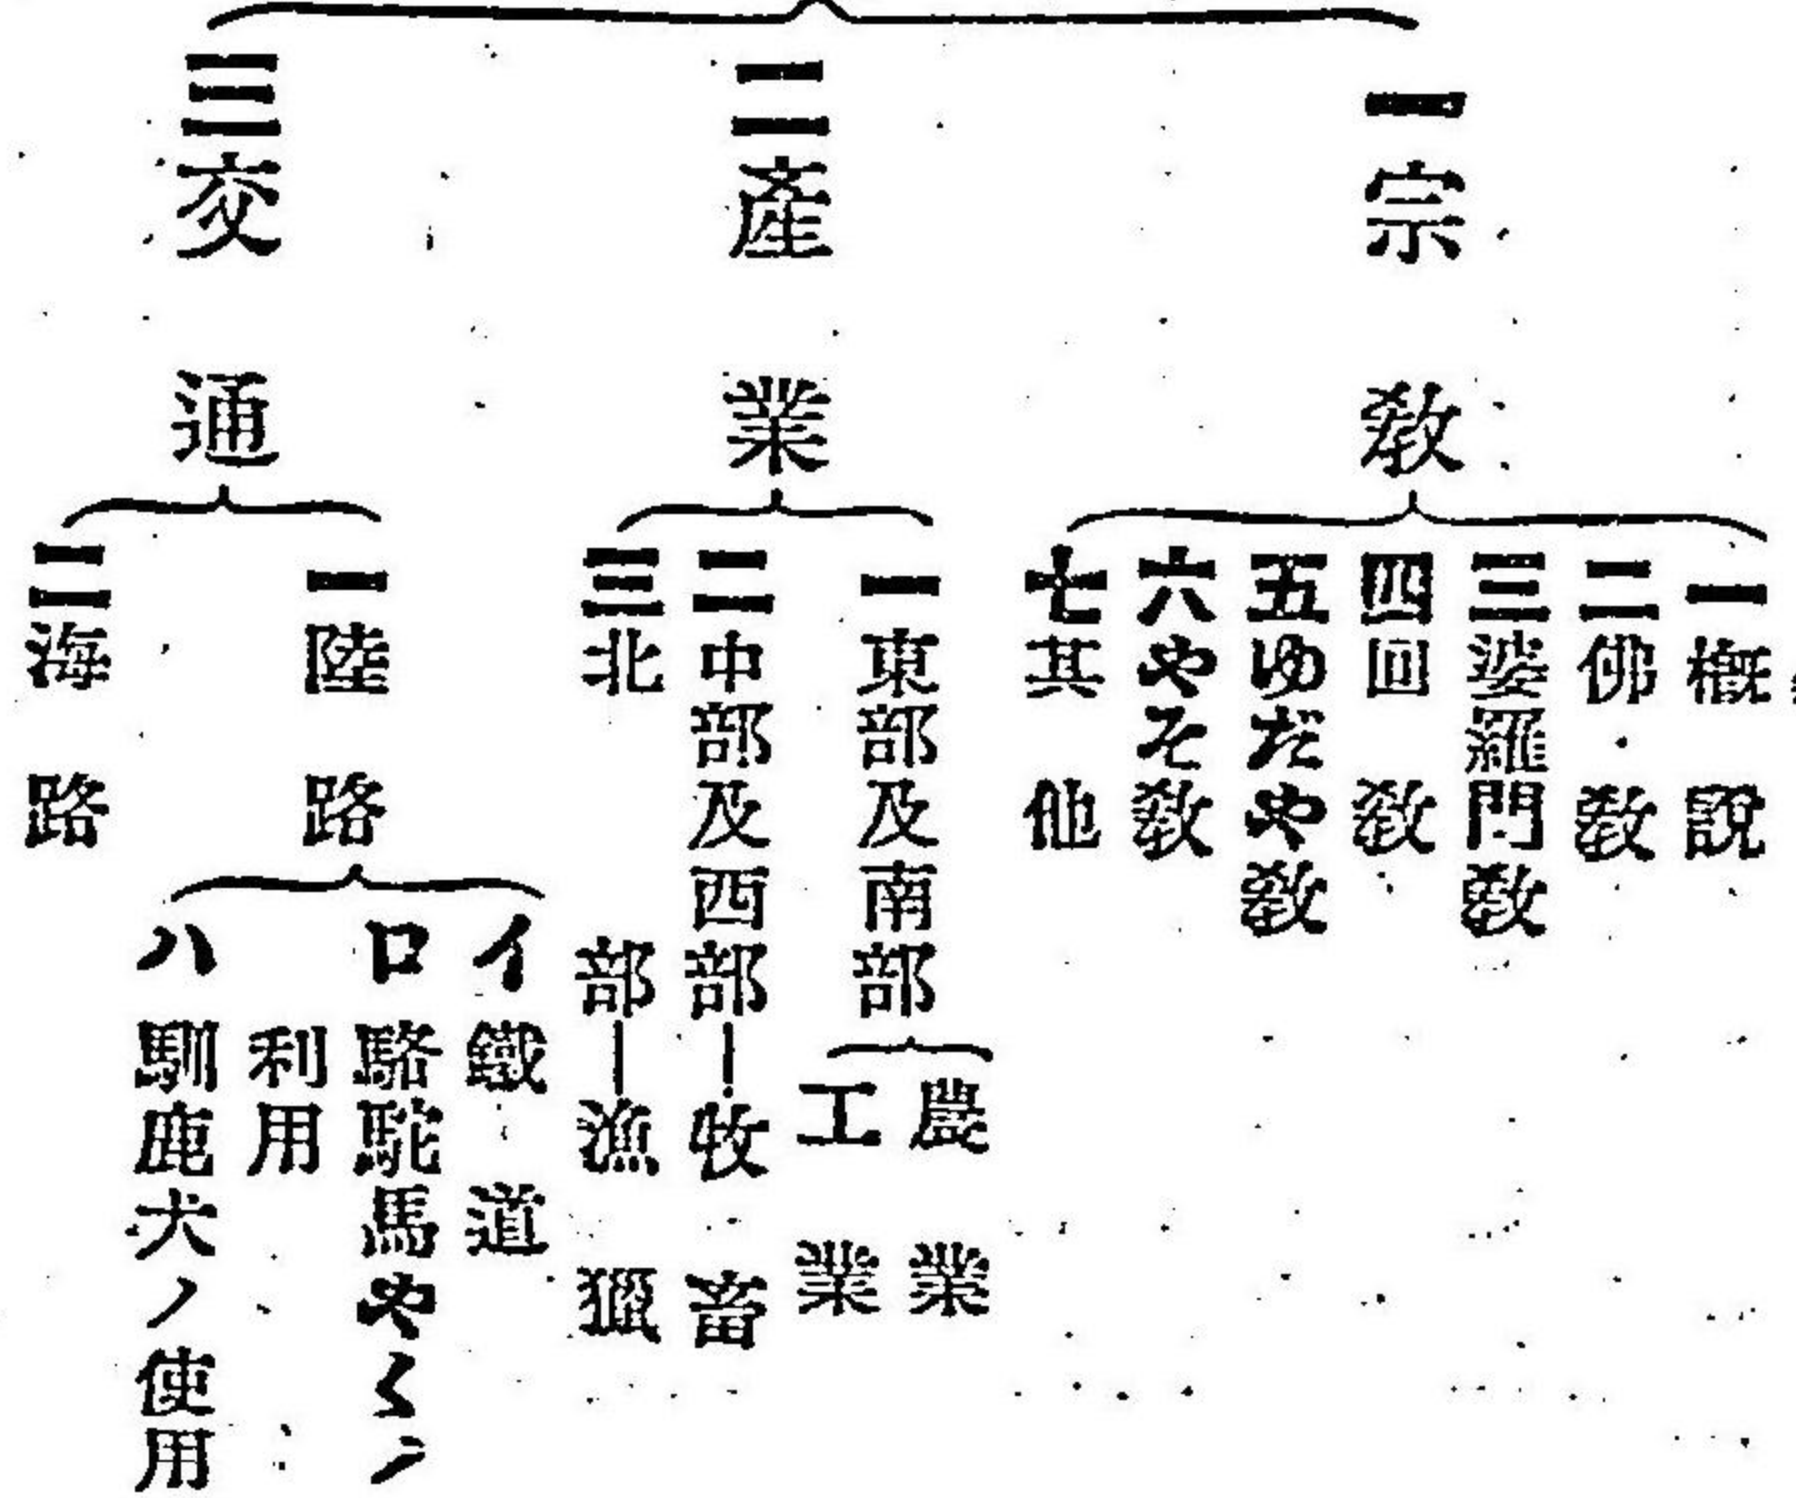 一宗教
一概説
二佛教
三婆羅門教
四回教
五ゆだや教
六やそ教
七其他
二産業
一東部及南部
農業
工業
二中部及西部―牧畜
三北部―漁獵
三交通
一陸路
イ鐵道
ロ駱駝馬やくノ
利用
ハ馴鹿犬ノ使用
二海路